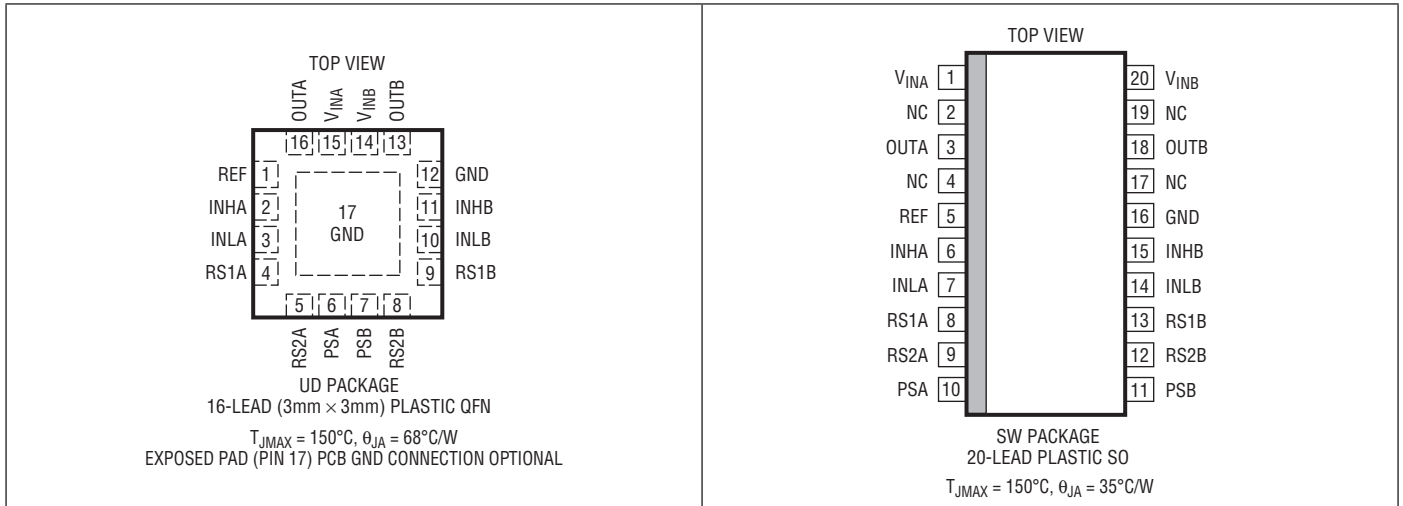 TOP VIEW
OUTA
VINA
VINB
OUTB
16 15 14 13
REF 1
INHA 2
INLA 3
RS1A 4
17
GND
12 GND
11 INHB
10 INLB
9 RS1B
5 6 7 8
RS2A
PSA
PSB
RS2B
UD PACKAGE
16-LEAD (3mm × 3mm) PLASTIC QFN
TJMAX = 150°C, θJA = 68°C/W
EXPOSED PAD (PIN 17) PCB GND CONNECTION OPTIONAL
TOP VIEW
VINA 1
NC 2
OUTA 3
NC 4
REF 5
INHA 6
INLA 7
RS1A 8
RS2A 9
PSA 10
20 VINB
19 NC
18 OUTB
17 NC
16 GND
15 INHB
14 INLB
13 RS1B
12 RS2B
11 PSB
SW PACKAGE
20-LEAD PLASTIC SO
TJMAX = 150°C, θJA = 35°C/W